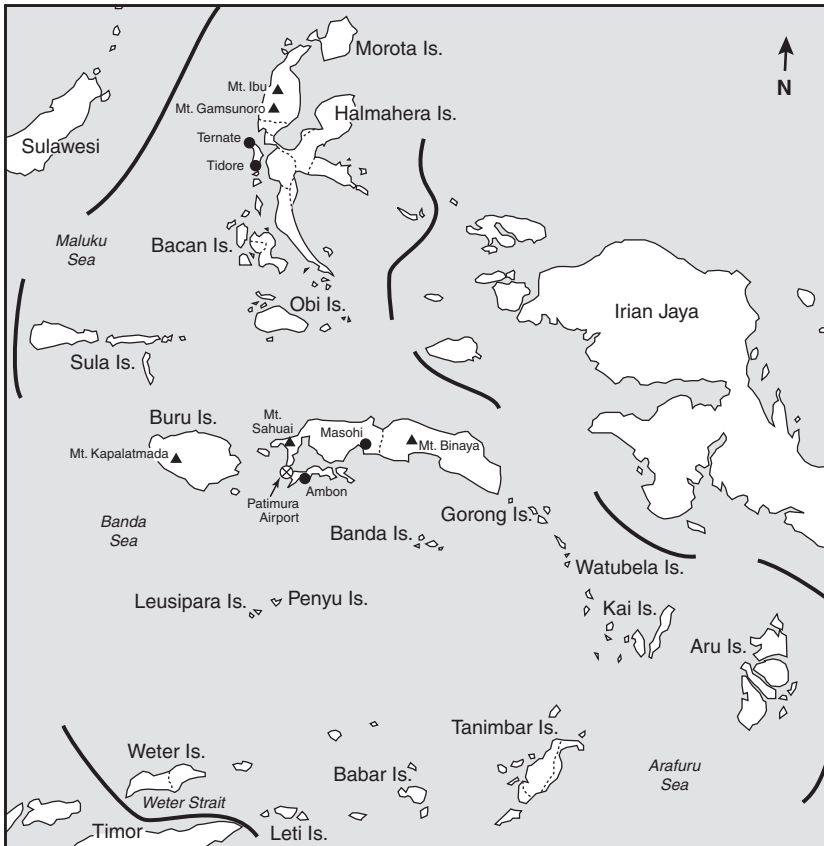 Morota Is.
Mt. Ibu
N
Mt. Gamsunoro
Halmahera Is.
Ternate
Sulawesi
Tidore
Maluku
Sea
Bacan Is.
Obi Is.
Irian Jaya
Sula Is.
Buru Is.
Mt.
Sahuai
Masohi
Mt. Binaya
Mt. Kapalatmada
Ambon
Patimura
Airport
Gorong Is.
Banda
Sea
Banda Is.
Watubela Is.
Leusipara Is.
Penyu Is.
Kai Is.
Aru Is.
Tanimbar Is.
Weter Is.
Babar Is.
Arafuru
Sea
Weter Strait
Timor
Leti Is.